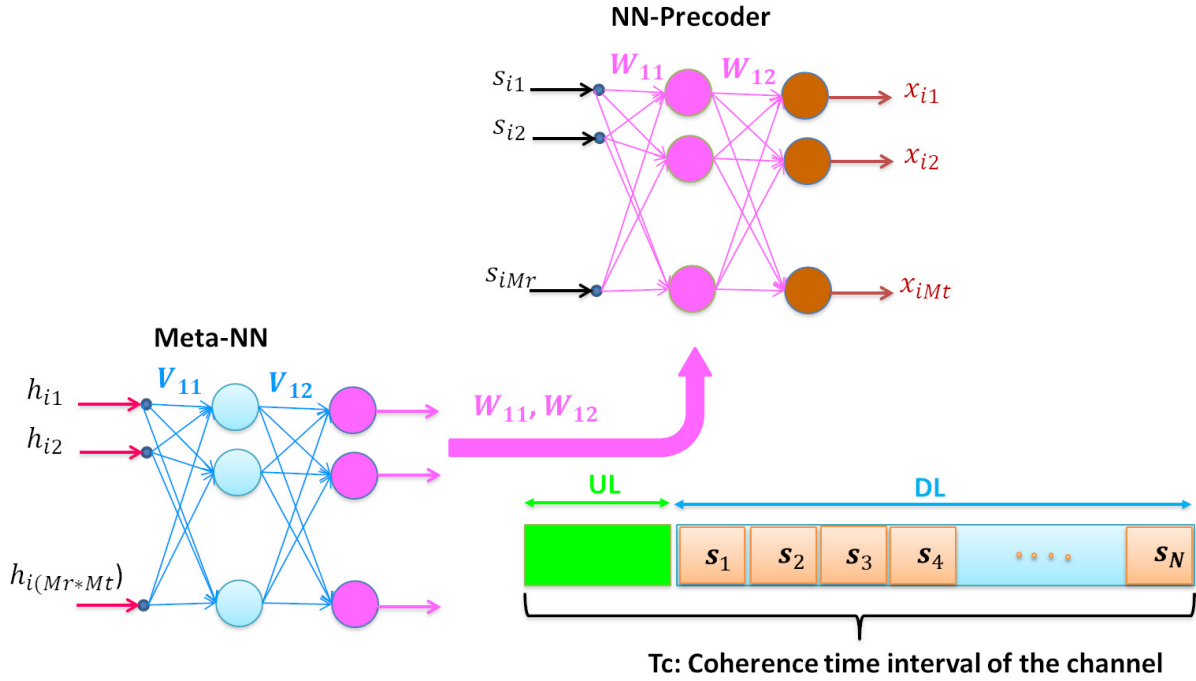 NN-Precoder
s_{i1} W_{11} W_{12} x_{i1}
s_{i2} x_{i2}
s_{iMr} x_{iMt}
Meta-NN
h_{i1} V_{11} V_{12}
W_{11}, W_{12}
h_{i2}
UL DL
s_1 s_2 s_3 s_4 .... s_N
h_{i(Mr*Mt)}
Tc: Coherence time interval of the channel